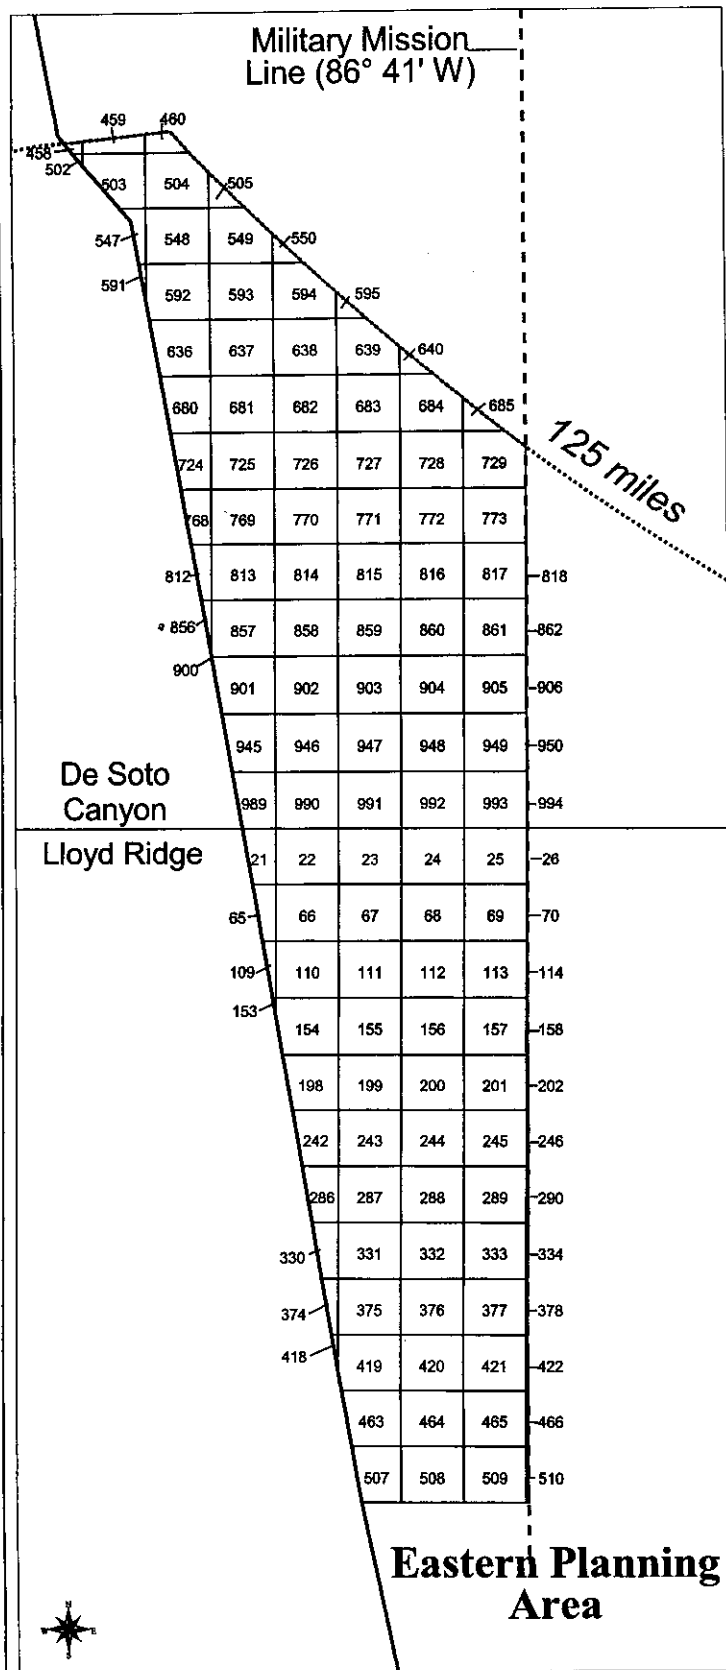 Military Mission
Line (86° 41' W)
459 460
458
502
503 504 505
547 548 549 550
591
592 593 594 595
636 637 638 639 640
680 681 682 683 684 685
125 miles
724 725 726 727 728 729
768 769 770 771 772 773
812 813 814 815 816 817 818
856 857 858 859 860 861 862
900
901 902 903 904 905 906
945 946 947 948 949 950
De Soto
Canyon
989 990 991 992 993 994
Lloyd Ridge
21 22 23 24 25 26
65 66 67 68 69 70
109 110 111 112 113 114
153
154 155 156 157 158
198 199 200 201 202
242 243 244 245 246
286 287 288 289 290
330 331 332 333 334
374 375 376 377 378
418
419 420 421 422
463 464 465 466
507 508 509 510
Eastern Planning
Area
N
W E
S